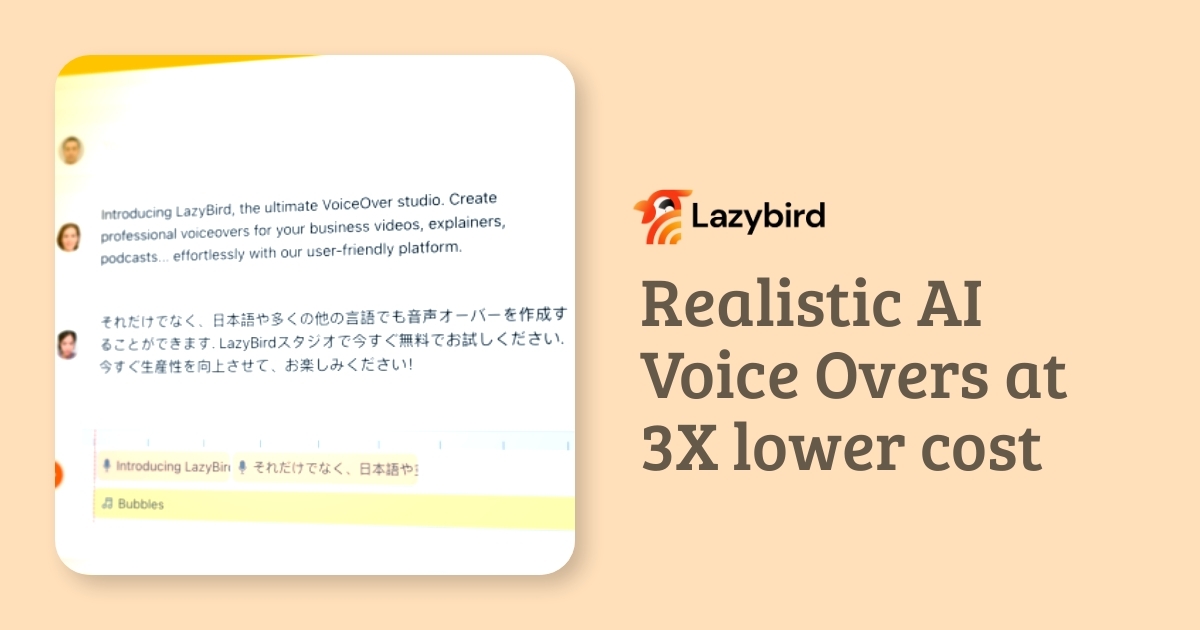 Introducing LazyBird, the ultimate VoiceOver studio. Create
professional voiceovers for your business videos, explainers,
podcasts... effortlessly with our user-friendly platform.
それだけでなく、日本語や多くの他の言語でも音声オーバーを作成す
ることができます. LazyBirdスタジオで今すぐ無料でお試しください.
今すぐ生産性を向上させて、お楽しみください!
Introducing LazyBir
それだけでなく、日本語や
Bubbles
Lazybird
Realistic AI
Voice Overs at
3X lower cost